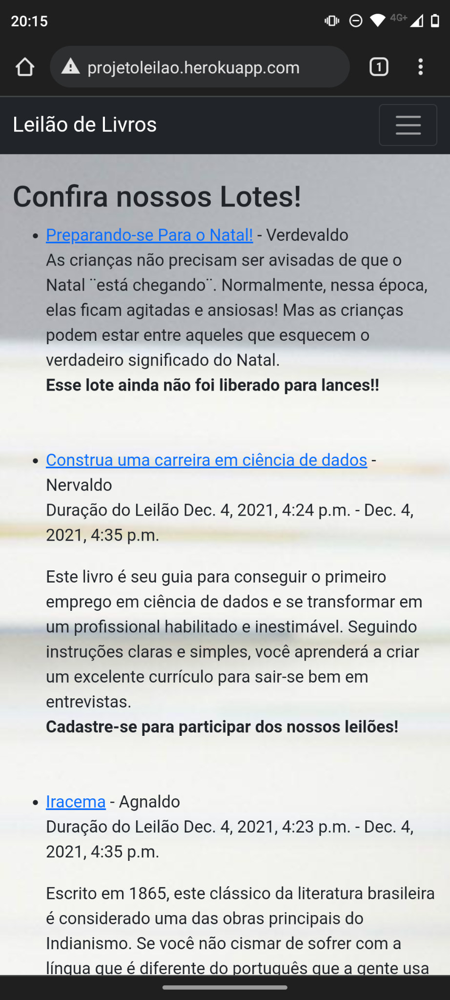 20:15
4G+
projetoleilao.herokuapp.com
1
Leilão de Livros
Confira nossos Lotes!
Preparando-se Para o Natal! - Verdevaldo
As crianças não precisam ser avisadas de que o
Natal ¨está chegando¨. Normalmente, nessa época,
elas ficam agitadas e ansiosas! Mas as crianças
podem estar entre aqueles que esquecem o
verdadeiro significado do Natal.
Esse lote ainda não foi liberado para lances!!
Construa uma carreira em ciência de dados -
Nervaldo
Duração do Leilão Dec. 4, 2021, 4:24 p.m. - Dec. 4,
2021, 4:35 p.m.
Este livro é seu guia para conseguir o primeiro
emprego em ciência de dados e se transformar em
um profissional habilitado e inestimável. Seguindo
instruções claras e simples, você aprenderá a criar
um excelente currículo para sair-se bem em
entrevistas.
Cadastre-se para participar dos nossos leilões!
Iracema - Agnaldo
Duração do Leilão Dec. 4, 2021, 4:23 p.m. - Dec. 4,
2021, 4:35 p.m.
Escrito em 1865, este clássico da literatura brasileira
é considerado uma das obras principais do
Indianismo. Se você não cismar de sofrer com a
língua que é diferente do português que a gente usa